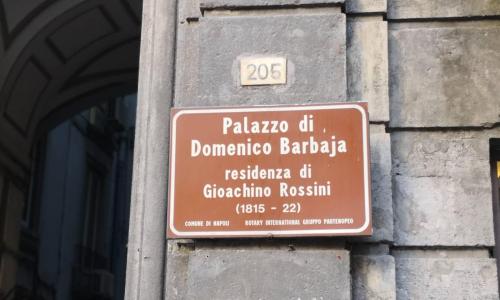 205
Palazzo di
Domenico Barbaja
residenza di
Gioachino Rossini
(1815 - 22)
COMUNE DI NAPOLI ROTARY INTERNATIONAL GRUPPO PARTENOPEO